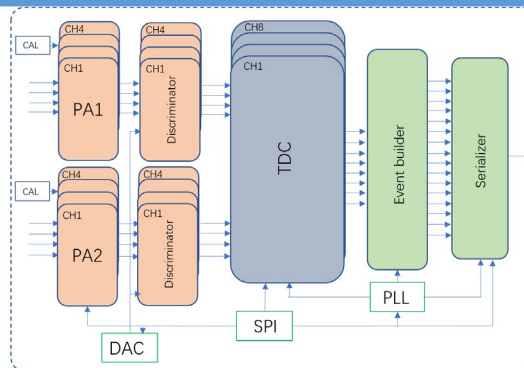 CAL
CH4
CH1
PA1
CH4
CH1
Discriminator
CH8
CH1
TDC
Event builder
Serializer
CAL
CH4
CH1
PA2
CH4
CH1
Discriminator
PLL
SPI
DAC